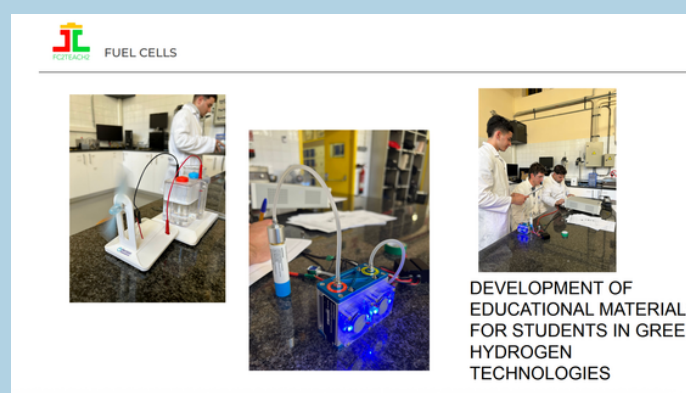 FC2TEACH2
FUEL CELLS
DEVELOPMENT OF
EDUCATIONAL MATERIAL
FOR STUDENTS IN GREE
HYDROGEN
TECHNOLOGIES